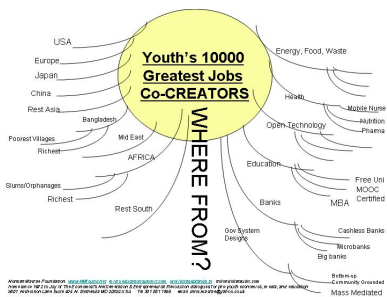 Youth's 10000
Greatest Jobs
Co-CREATORS
WHERE FROM?
USA
Europe
Japan
China
Rest Asia
Bangladesh
Poorest Villages
Richest
Mid East
AFRICA
Slums/Orphanages
Richest
Rest South
Energy, Food, Waste
Health
Mobile Nurse
Nutrition
Pharma
Open Technology
Education
Free Uni
MOOC
Certified
MBA
Banks
Cashless Banks
Microbanks
Big banks
Gov System
Designs
Bottom-up
Community Grounded
Mass Mediated